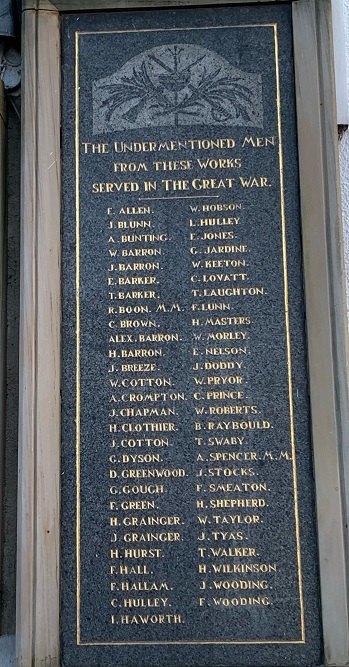 THE UNDERMENTIONED MEN
FROM THESE WORKS
SERVED IN THE GREAT WAR.
E. ALLEN. W. HOBSON.
J. BLUNN. L. HULLEY
A. BUNTING. E. JONES.
W. BARRON. G. JARDINE.
J. BARRON. W. KEETON.
E. BARKER. C. LOVATT.
T. BARKER. T. LAUGHTON.
R. BOON. M.M. F. LUNN.
C. BROWN. H. MASTERS.
ALEX. BARRON. W. MORLEY.
H. BARRON. E. NELSON.
J. BREEZE. J. DODDY
W. COTTON. W. PRYOR
A. CROMPTON. C. PRINCE.
J. CHAPMAN. W. ROBERTS.
H. CLOTHIER. B. RAYBOULD.
J. COTTON. T. SWABY.
G. DYSON. A. SPENCER. M.M.
D. GREENWOOD. J. STOCKS.
G. GOUGH. F. SMEATON.
F. GREEN. H. SHEPHERD.
H. GRAINGER. W. TAYLOR.
J. GRAINGER. J. TYAS.
H. HURST. T. WALKER.
F. HALL. H. WILKINSON
F. HALLAM. J. WOODING.
C. HULLEY. F. WOODING.
I. HAWORTH.